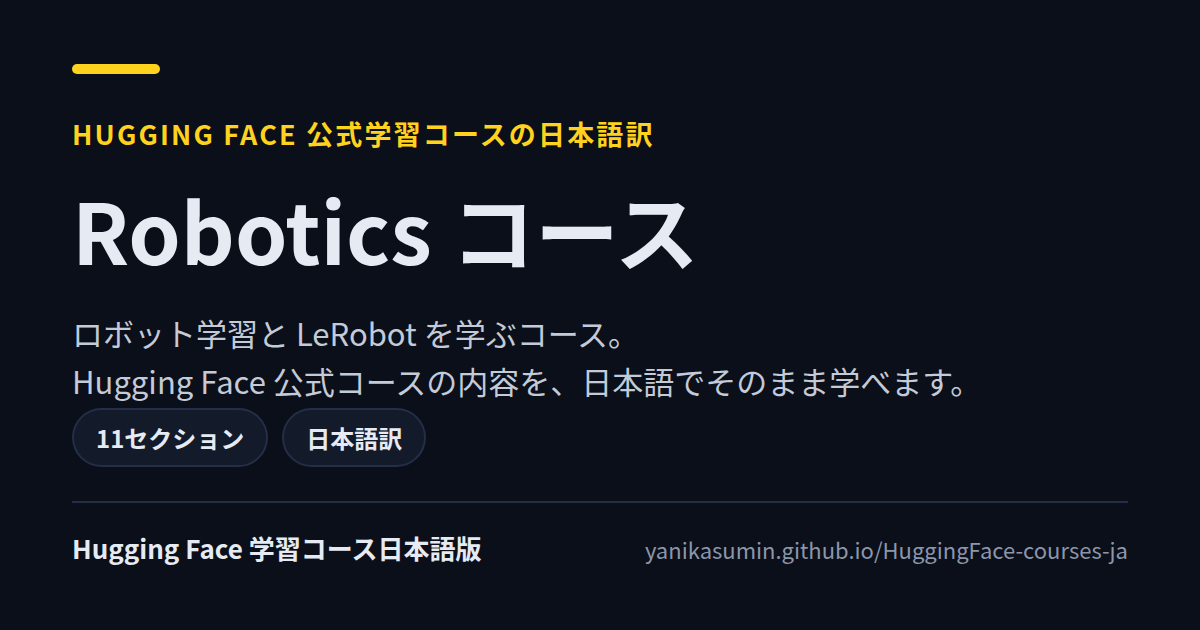 HUGGING FACE 公式学習コースの日本語訳
Robotics コース
ロボット学習と LeRobot を学ぶコース。
Hugging Face 公式コースの内容を、日本語でそのまま学べます。
11セクション
日本語訳
Hugging Face 学習コース日本語版
yanikasumin.github.io/HuggingFace-courses-ja